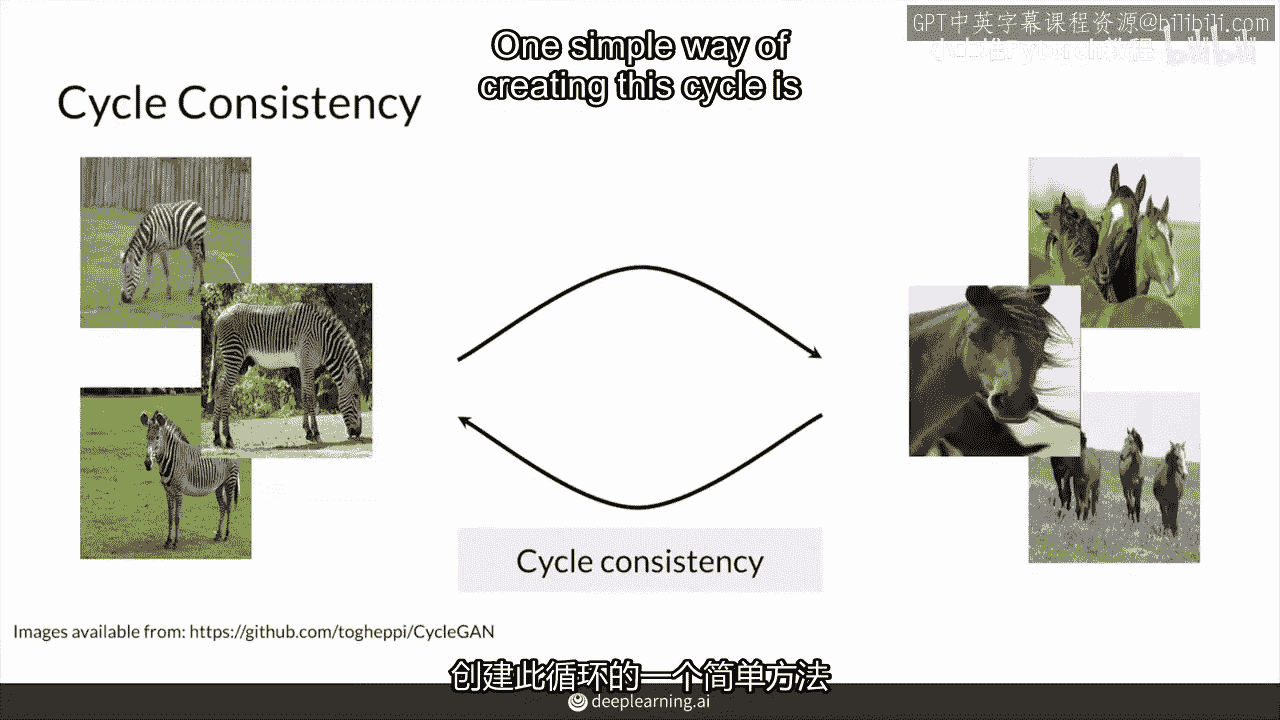 GPT中英字幕课程资源@bilibili.com
One simple way of
creating this cycle is
Cycle Consistency
Cycle consistency
Images available from: https://github.com/togheppi/CycleGAN
创建此循环的一个简单方法
deeplearning.ai